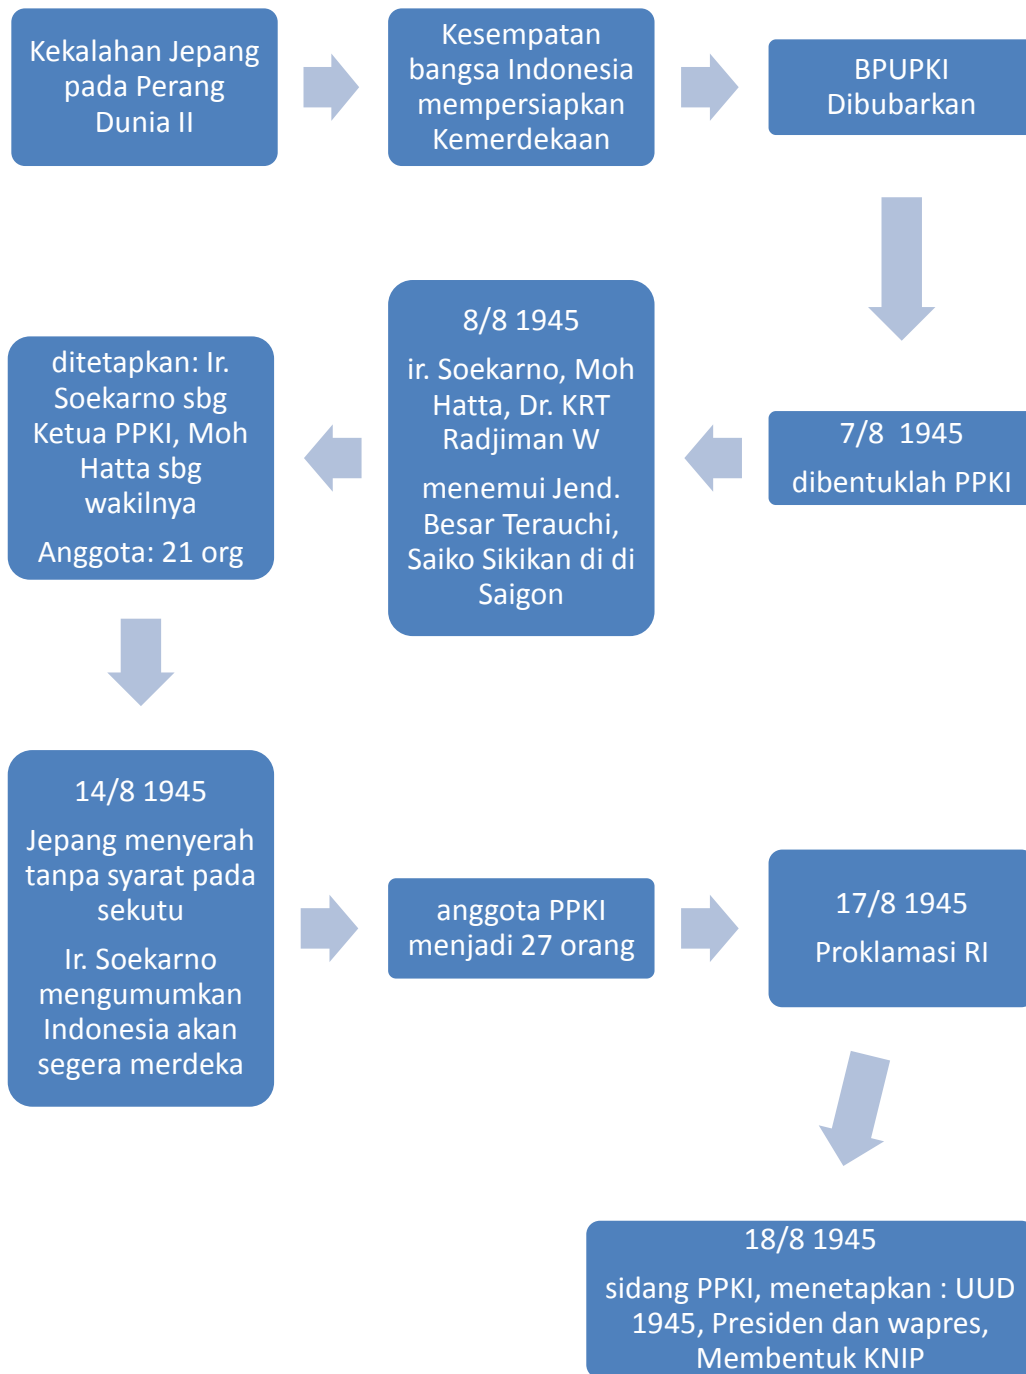 Kekalahan Jepang
pada Perang
Dunia II
Kesempatan
bangsa Indonesia
mempersiapkan
Kemerdekaan
BPUPKI
Dibubarkan
7/8 1945
dibentuklah PPKI
8/8 1945
ir. Soekarno, Moh
Hatta, Dr. KRT
Radjiman W
menemui Jend.
Besar Terauchi,
Saiko Sikikan di di
Saigon
ditetapkan: Ir.
Soekarno sbg
Ketua PPKI, Moh
Hatta sbg
wakilnya
Anggota: 21 org
14/8 1945
Jepang menyerah
tanpa syarat pada
sekutu
Ir. Soekarno
mengumumkan
Indonesia akan
segera merdeka
anggota PPKI
menjadi 27 orang
17/8 1945
Proklamasi RI
18/8 1945
sidang PPKI, menetapkan : UUD
1945, Presiden dan wapres,
Membentuk KNIP